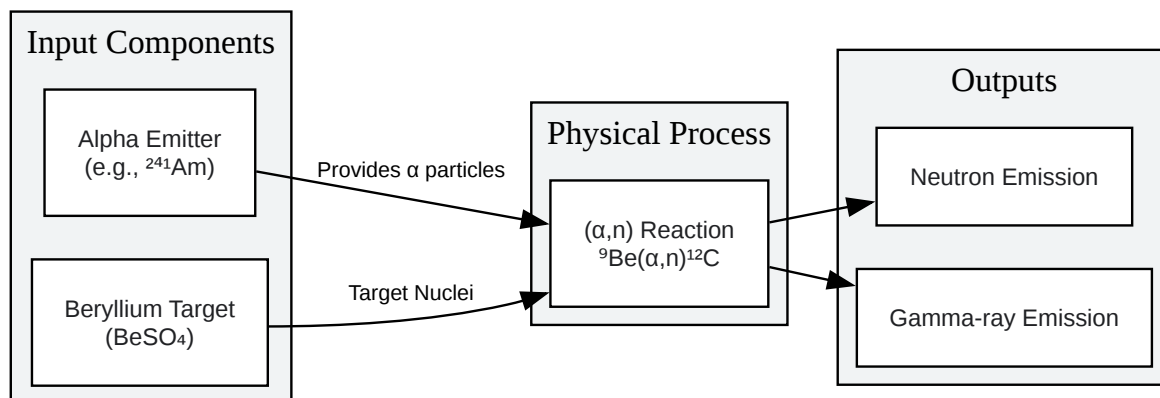 Input Components
Alpha Emitter
(e.g., ²⁴¹Am)
Beryllium Target
(BeSO₄)
Provides α particles
Target Nuclei
Physical Process
(α,n) Reaction
⁹Be(α,n)¹²C
Outputs
Neutron Emission
Gamma-ray Emission